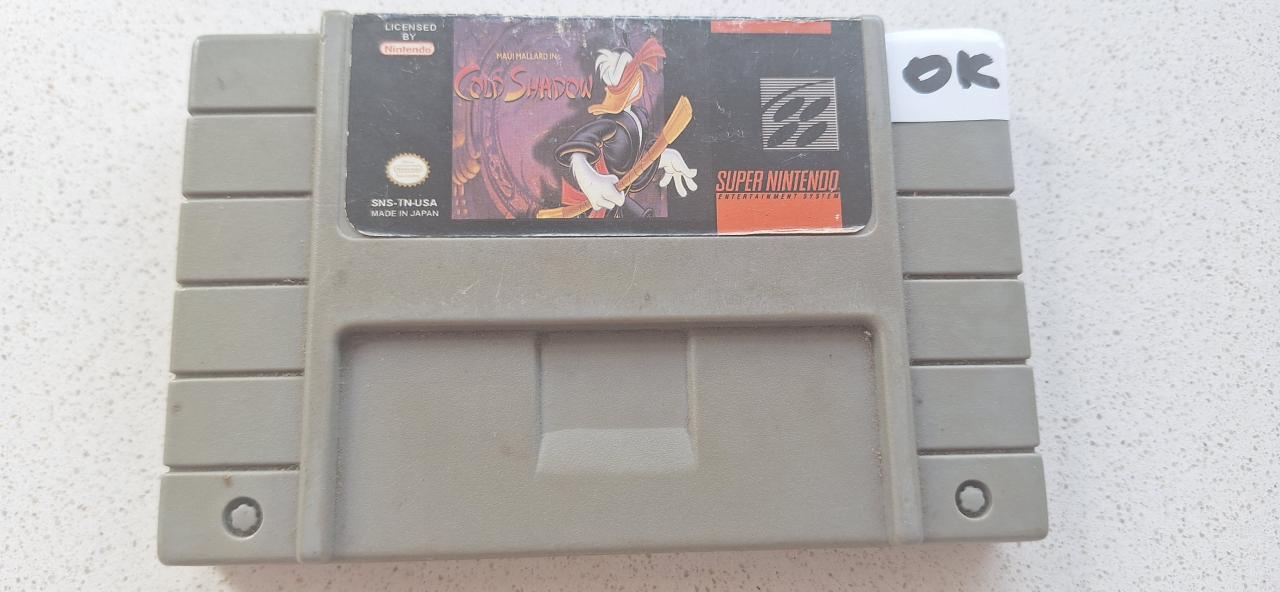 LICENSED
BY
Nintendo
MAUI MALLARD IN
COLD SHADOW
SNS-TN-USA
MADE IN JAPAN
SUPER NINTENDO
ENTERTAINMENT SYSTEM
OK